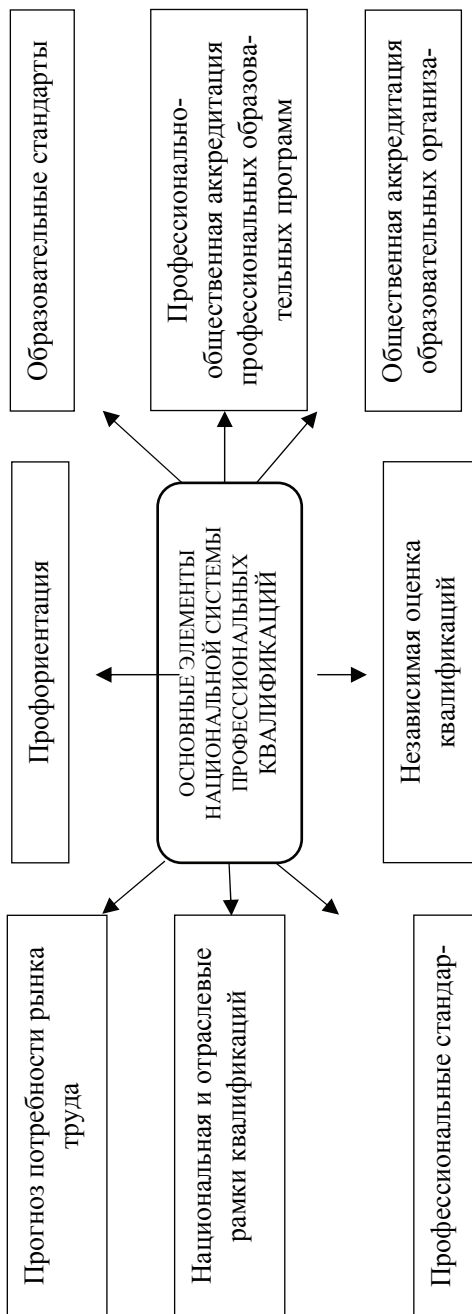 Прогноз потребности рынка
труда
Профориентация
Образовательные стандарты
Национальная и отраслевые
рамки квалификаций
ОСНОВНЫЕ ЭЛЕМЕНТЫ
НАЦИОНАЛЬНОЙ СИСТЕМЫ
ПРОФЕССИОНАЛЬНЫХ
КВАЛИФИКАЦИЙ
Профессионально-
общественная аккредитация
профессиональных образова-
тельных программ
Профессиональные стандар-
Независимая оценка
квалификаций
Общественная аккредитация
образовательных организа-